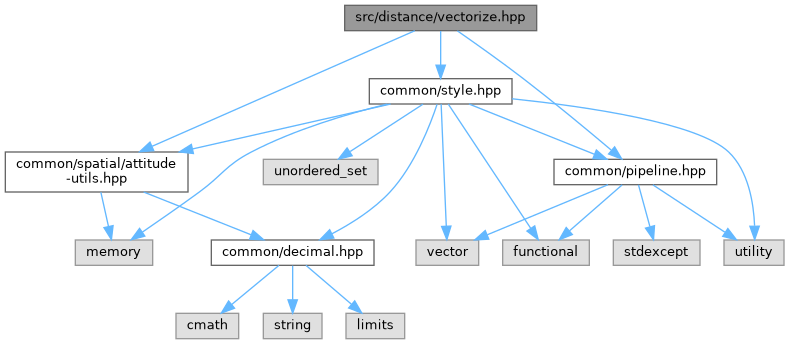 src/distance/vectorize.hpp
common/style.hpp
common/spatial/attitude
-utils.hpp
unordered_set
common/pipeline.hpp
memory
common/decimal.hpp
vector
functional
stdexcept
utility
cmath
string
limits